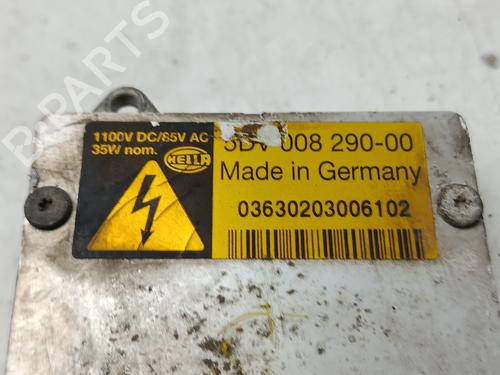 B-PARTS
1100V DC/85V AC
35W nom.
HELLA
5DV 008 290-00
Made in Germany
03630203006102